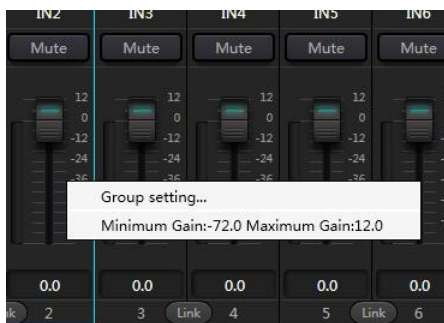 IN2 IN3 IN4 IN5 IN6
Mute Mute Mute Mute Mute
12 12 12 12
0 0 0 0
-12 -12 -12 -12
-24 -24 -24 -24
-36 -36 -36 -36
Group setting...
Minimum Gain:-72.0 Maximum Gain:12.0
0.0 0.0 0.0 0.0 0.0
2 3 Link 4 5 Link 6